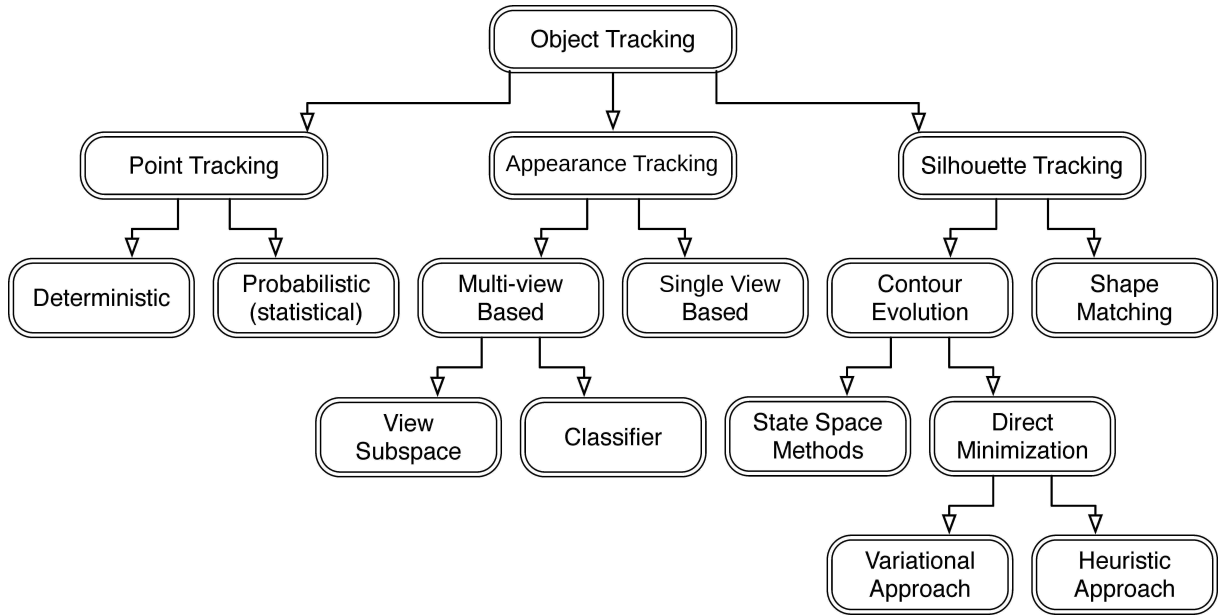 Object Tracking
Point Tracking
Appearance Tracking
Silhouette Tracking
Deterministic
Probabilistic
(statistical)
Multi-view
Based
Single View
Based
Contour
Evolution
Shape
Matching
View
Subspace
Classifier
State Space
Methods
Direct
Minimization
Variational
Approach
Heuristic
Approach